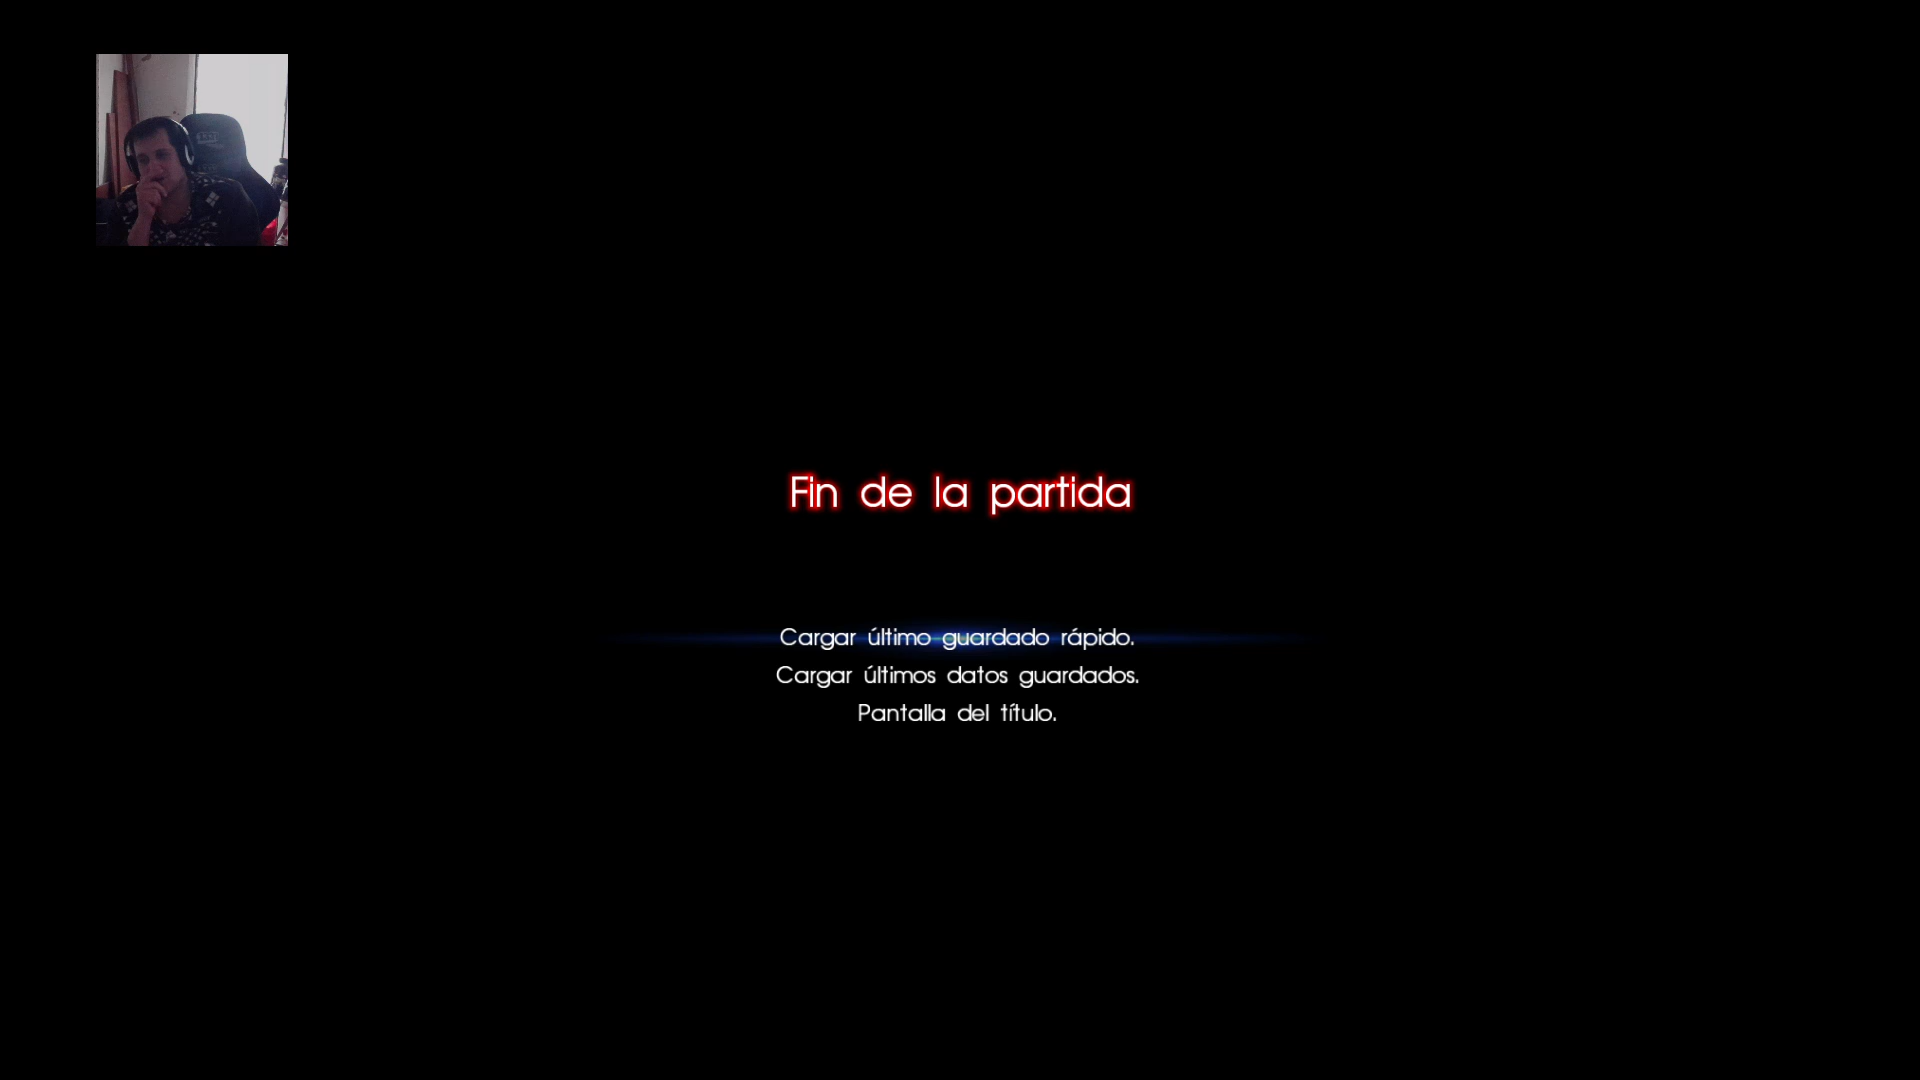 Fin de la partida
Cargar último guardado rápido.
Cargar últimos datos guardados.
Pantalla del título.